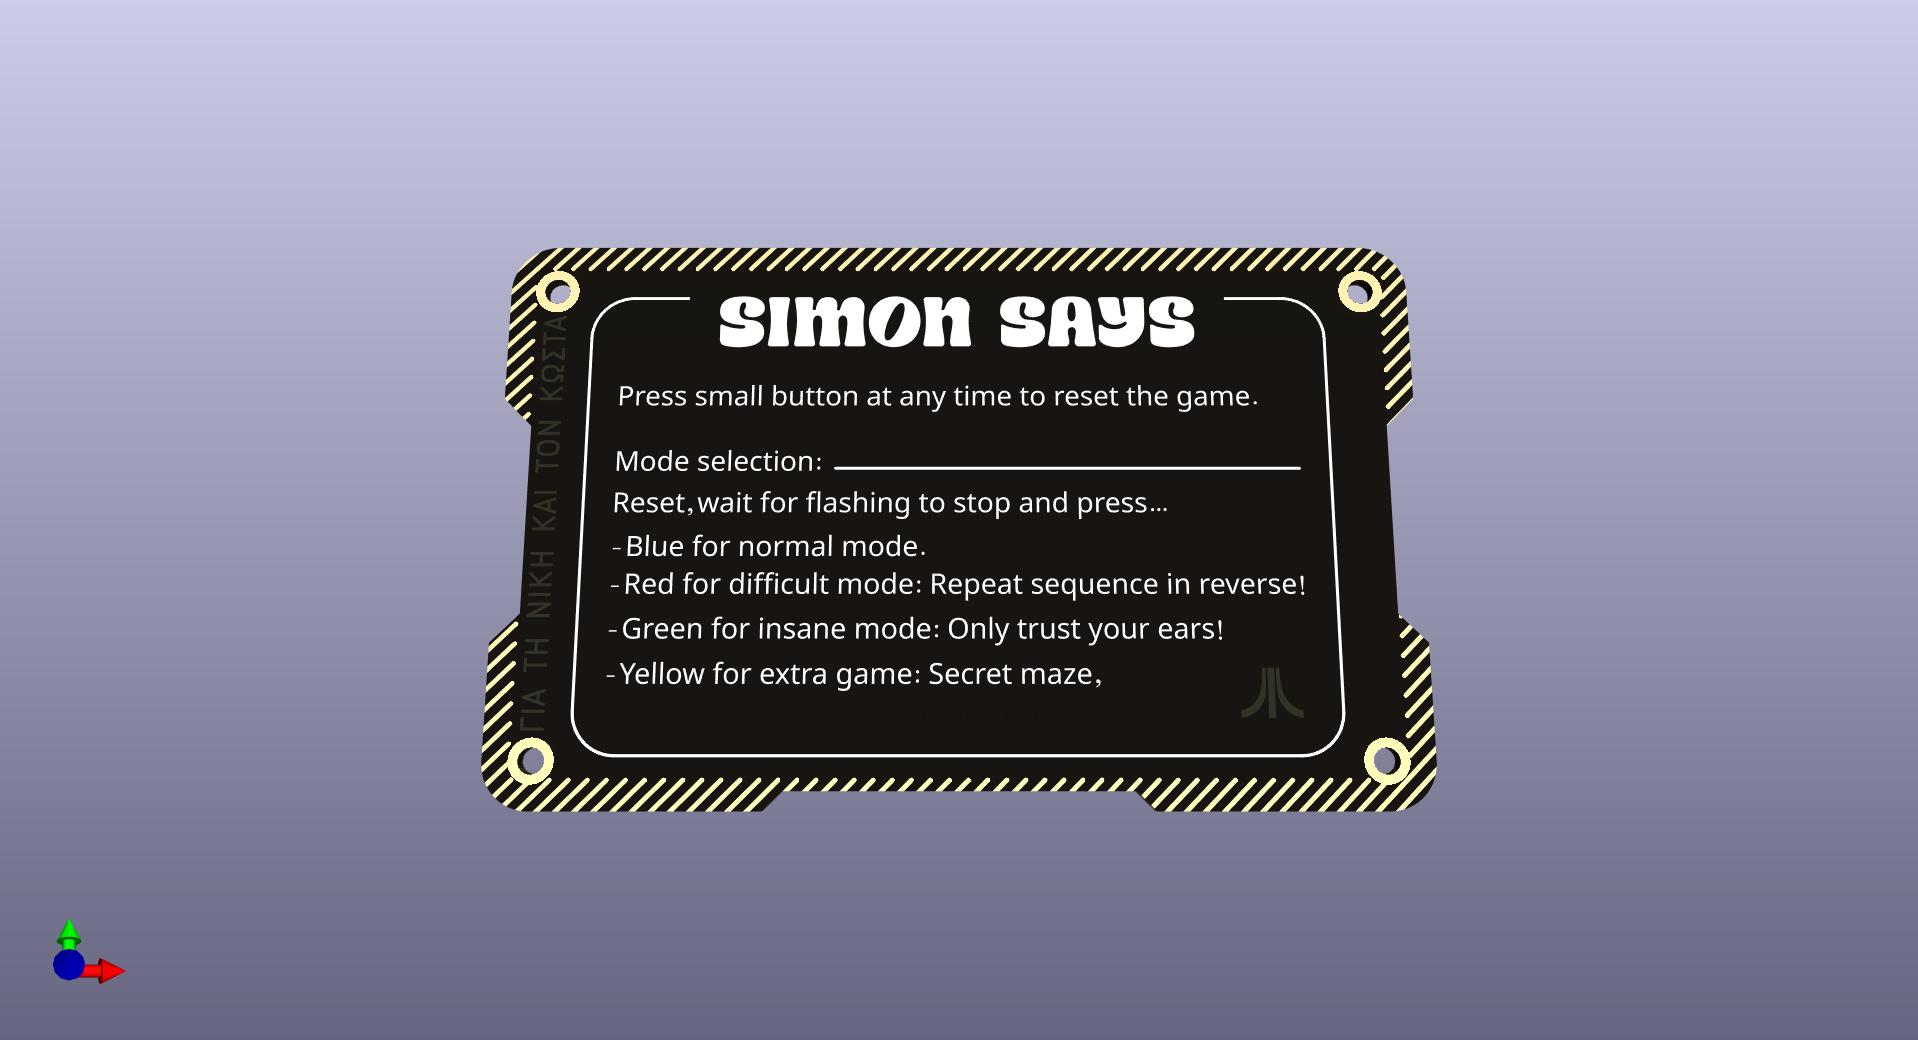 SIMON SAYS
Press small button at any time to reset the game.
Mode selection:
Reset, wait for flashing to stop and press...
-Blue for normal mode.
-Red for difficult mode: Repeat sequence in reverse!
-Green for insane mode: Only trust your ears!
-Yellow for extra game: Secret maze,
ΓΙΑ ΤΗ ΝΙΚΗ ΚΑΙ ΤΟΝ ΚΩΣΤΑ